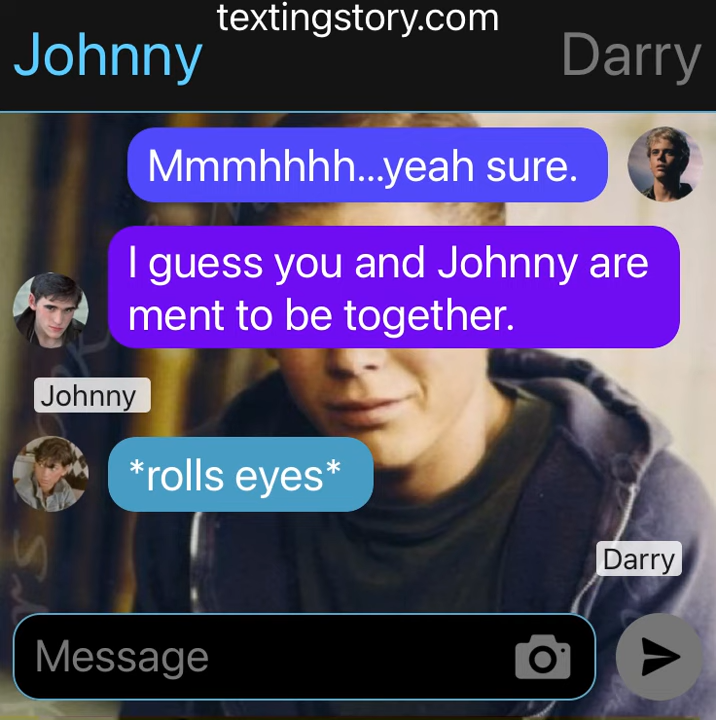 textingstory.com
Johnny Darry
Mmmhhhh...yeah sure.
I guess you and Johnny are
ment to be together.
Johnny
*rolls eyes*
Darry
Message